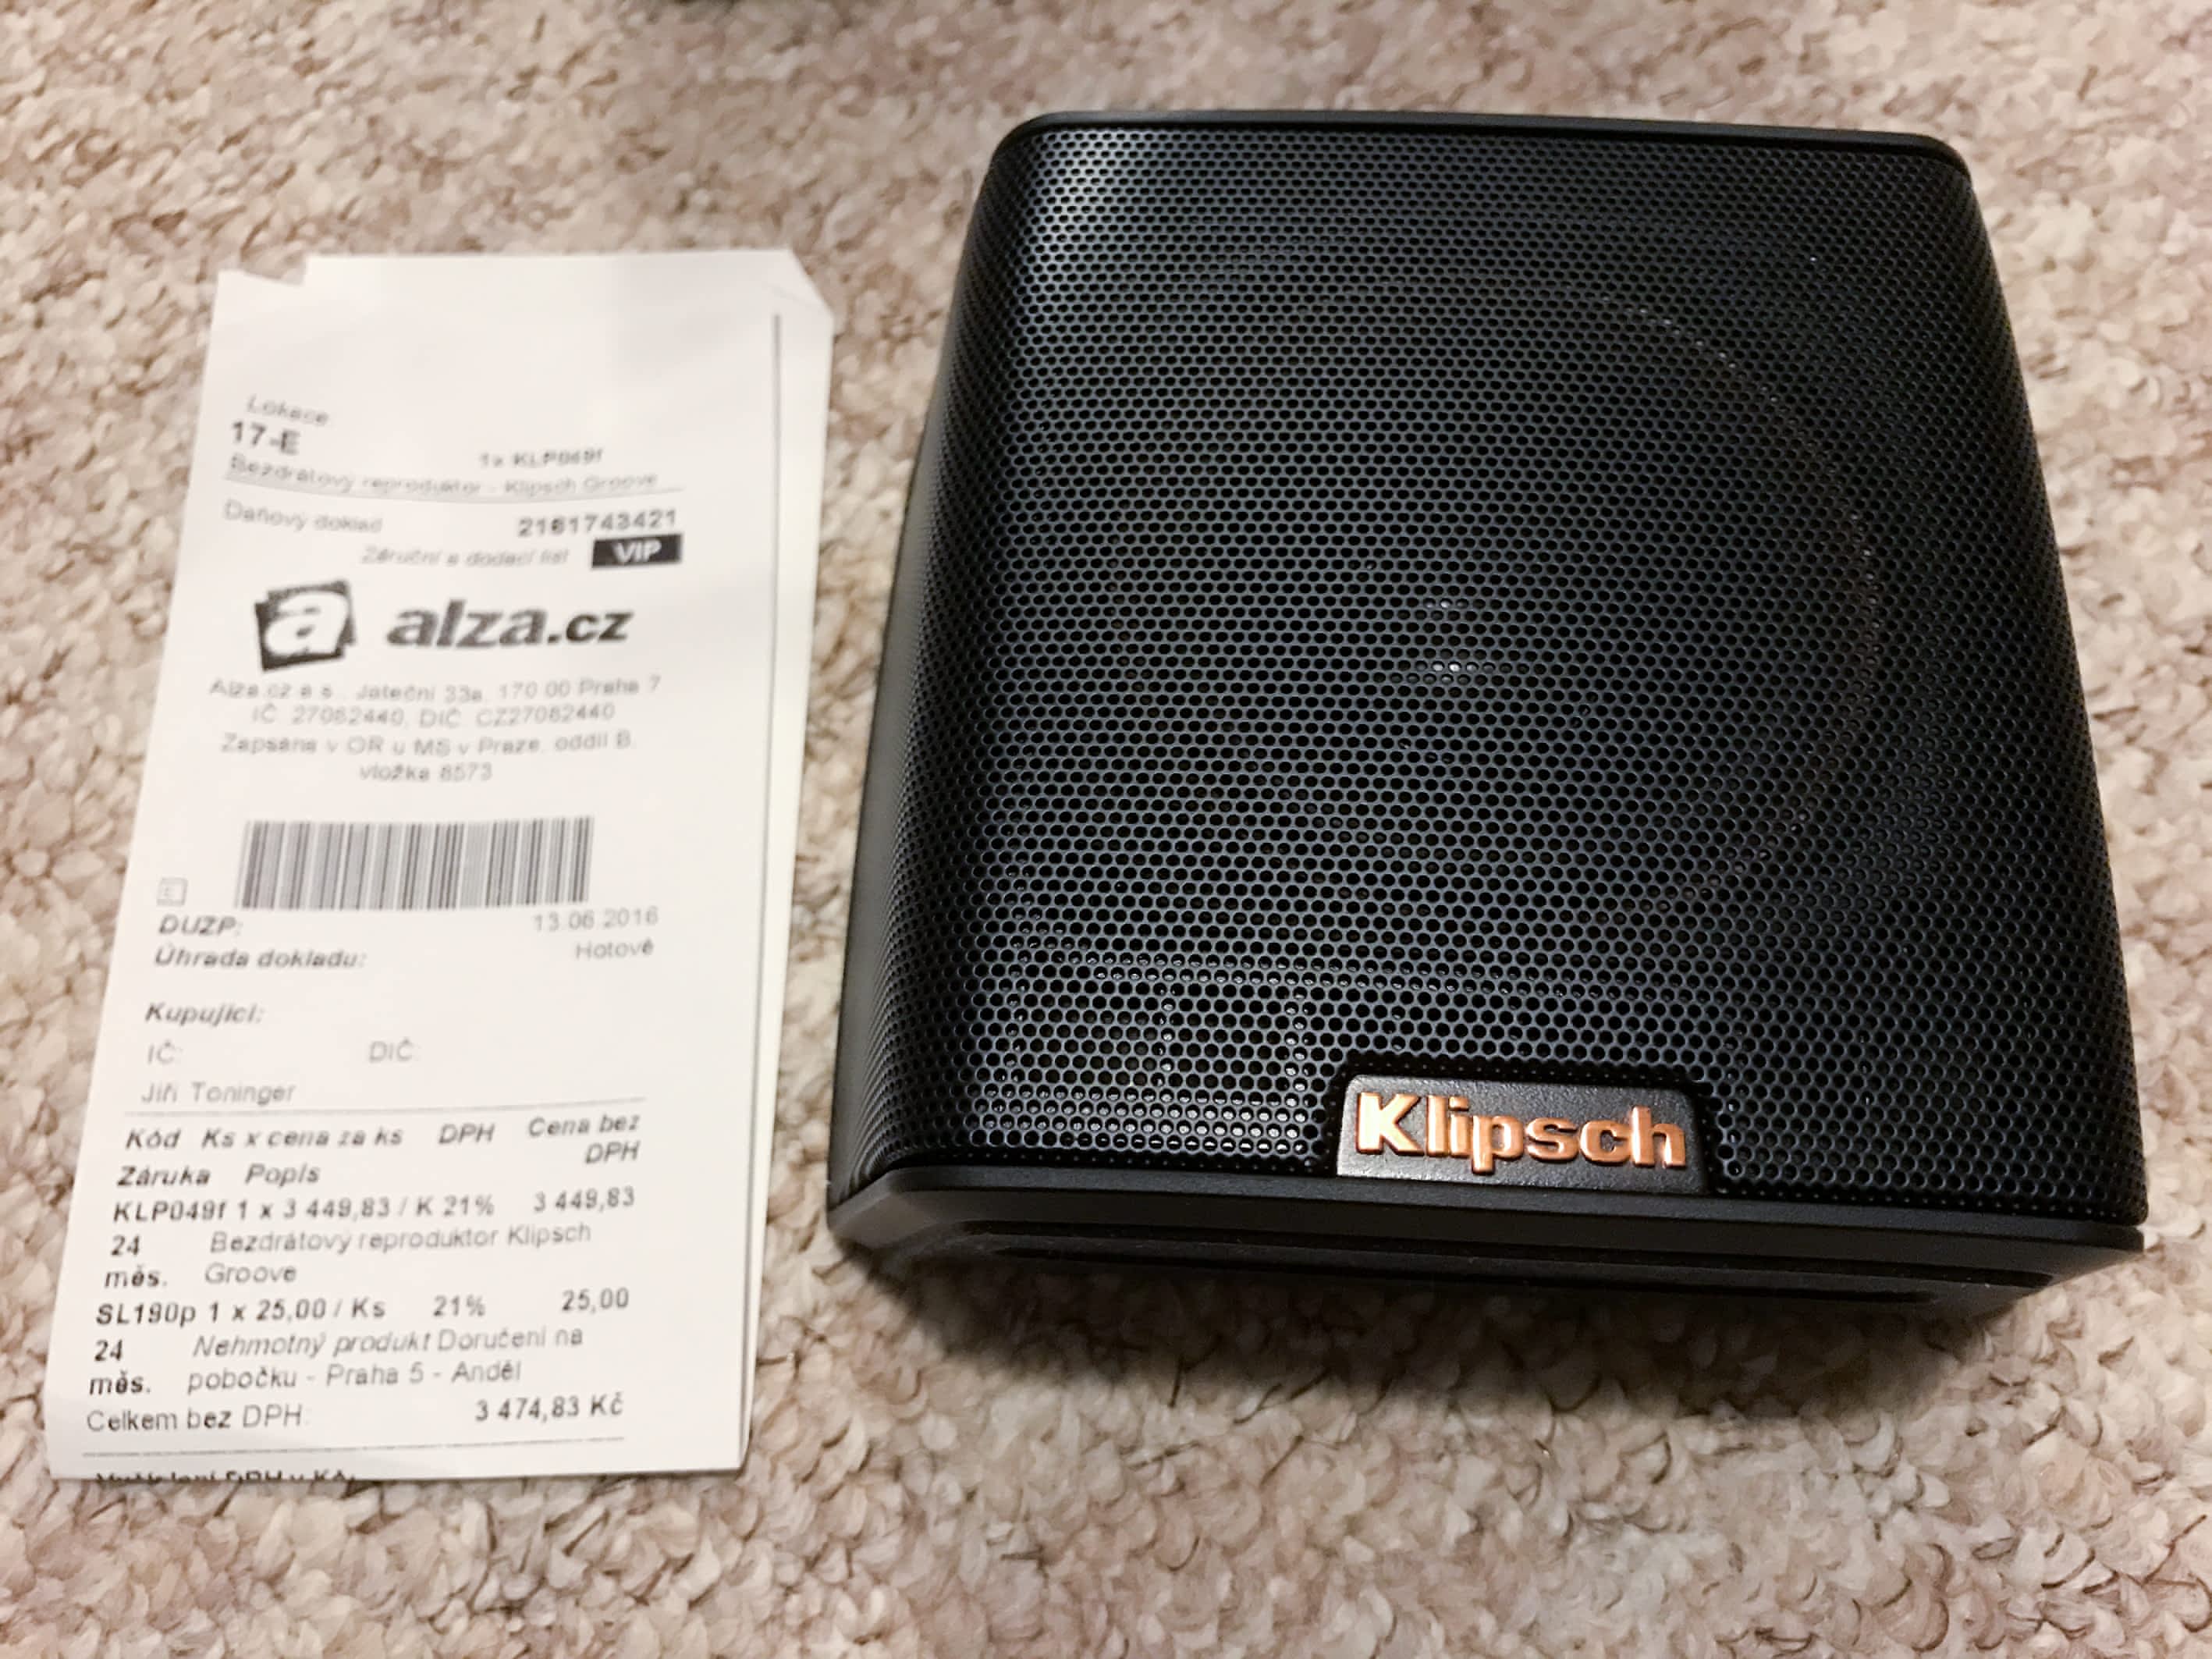 Lokace
17-E
1x KLP049f
Bezdrátový reproduktor - Klipsch Groove
Daňový doklad 2161743421
Záruční a dodací list VIP
a alza.cz
Alza.cz a.s., Jateční 33a, 170 00 Praha 7
IČ: 27082440, DIČ: CZ27082440
Zapsána v OR u MS v Praze, oddíl B,
vložka 8573
DUZP: 13.06.2016
Úhrada dokladu: Hotově
Kupující:
IČ: DIČ:
Jiří Toninger
Kód Ks x cena za ks DPH Cena bez
DPH
Záruka Popis
KLP049f 1 x 3 449,83 / K 21% 3 449,83
24 Bezdrátový reproduktor Klipsch
měs. Groove
SL190p 1 x 25,00 / Ks 21% 25,00
24 Nehmotný produkt Doručení na
měs. pobočku - Praha 5 - Anděl
Celkem bez DPH: 3 474,83 Kč
Klipsch